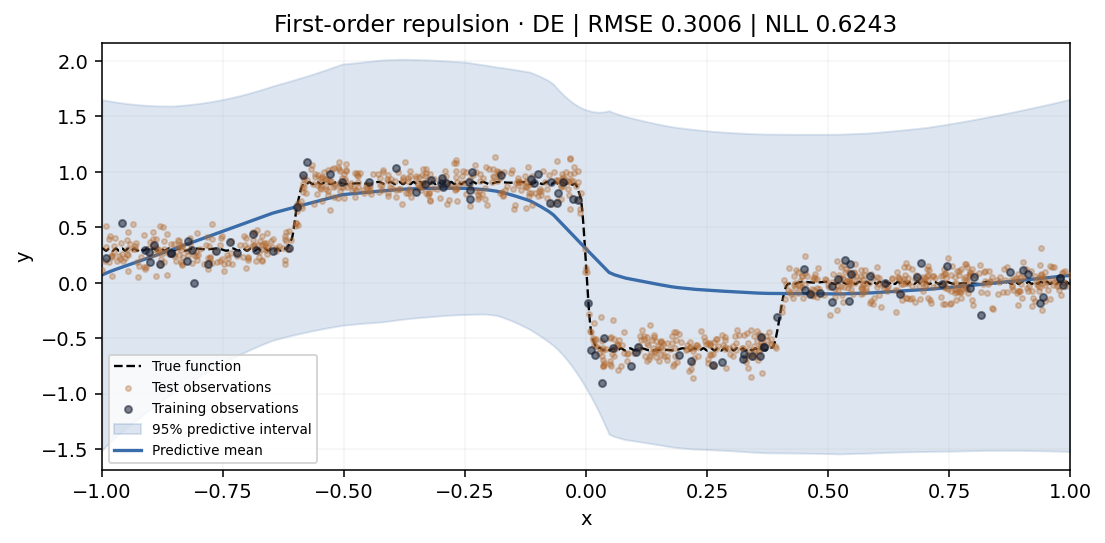 First-order repulsion · DE | RMSE 0.3006 | NLL 0.6243
2.0
1.5
1.0
0.5
0.0
−0.5
−1.0
−1.5
y
True function
Test observations
Training observations
95% predictive interval
Predictive mean
−1.00 −0.75 −0.50 −0.25 0.00 0.25 0.50 0.75 1.00
x